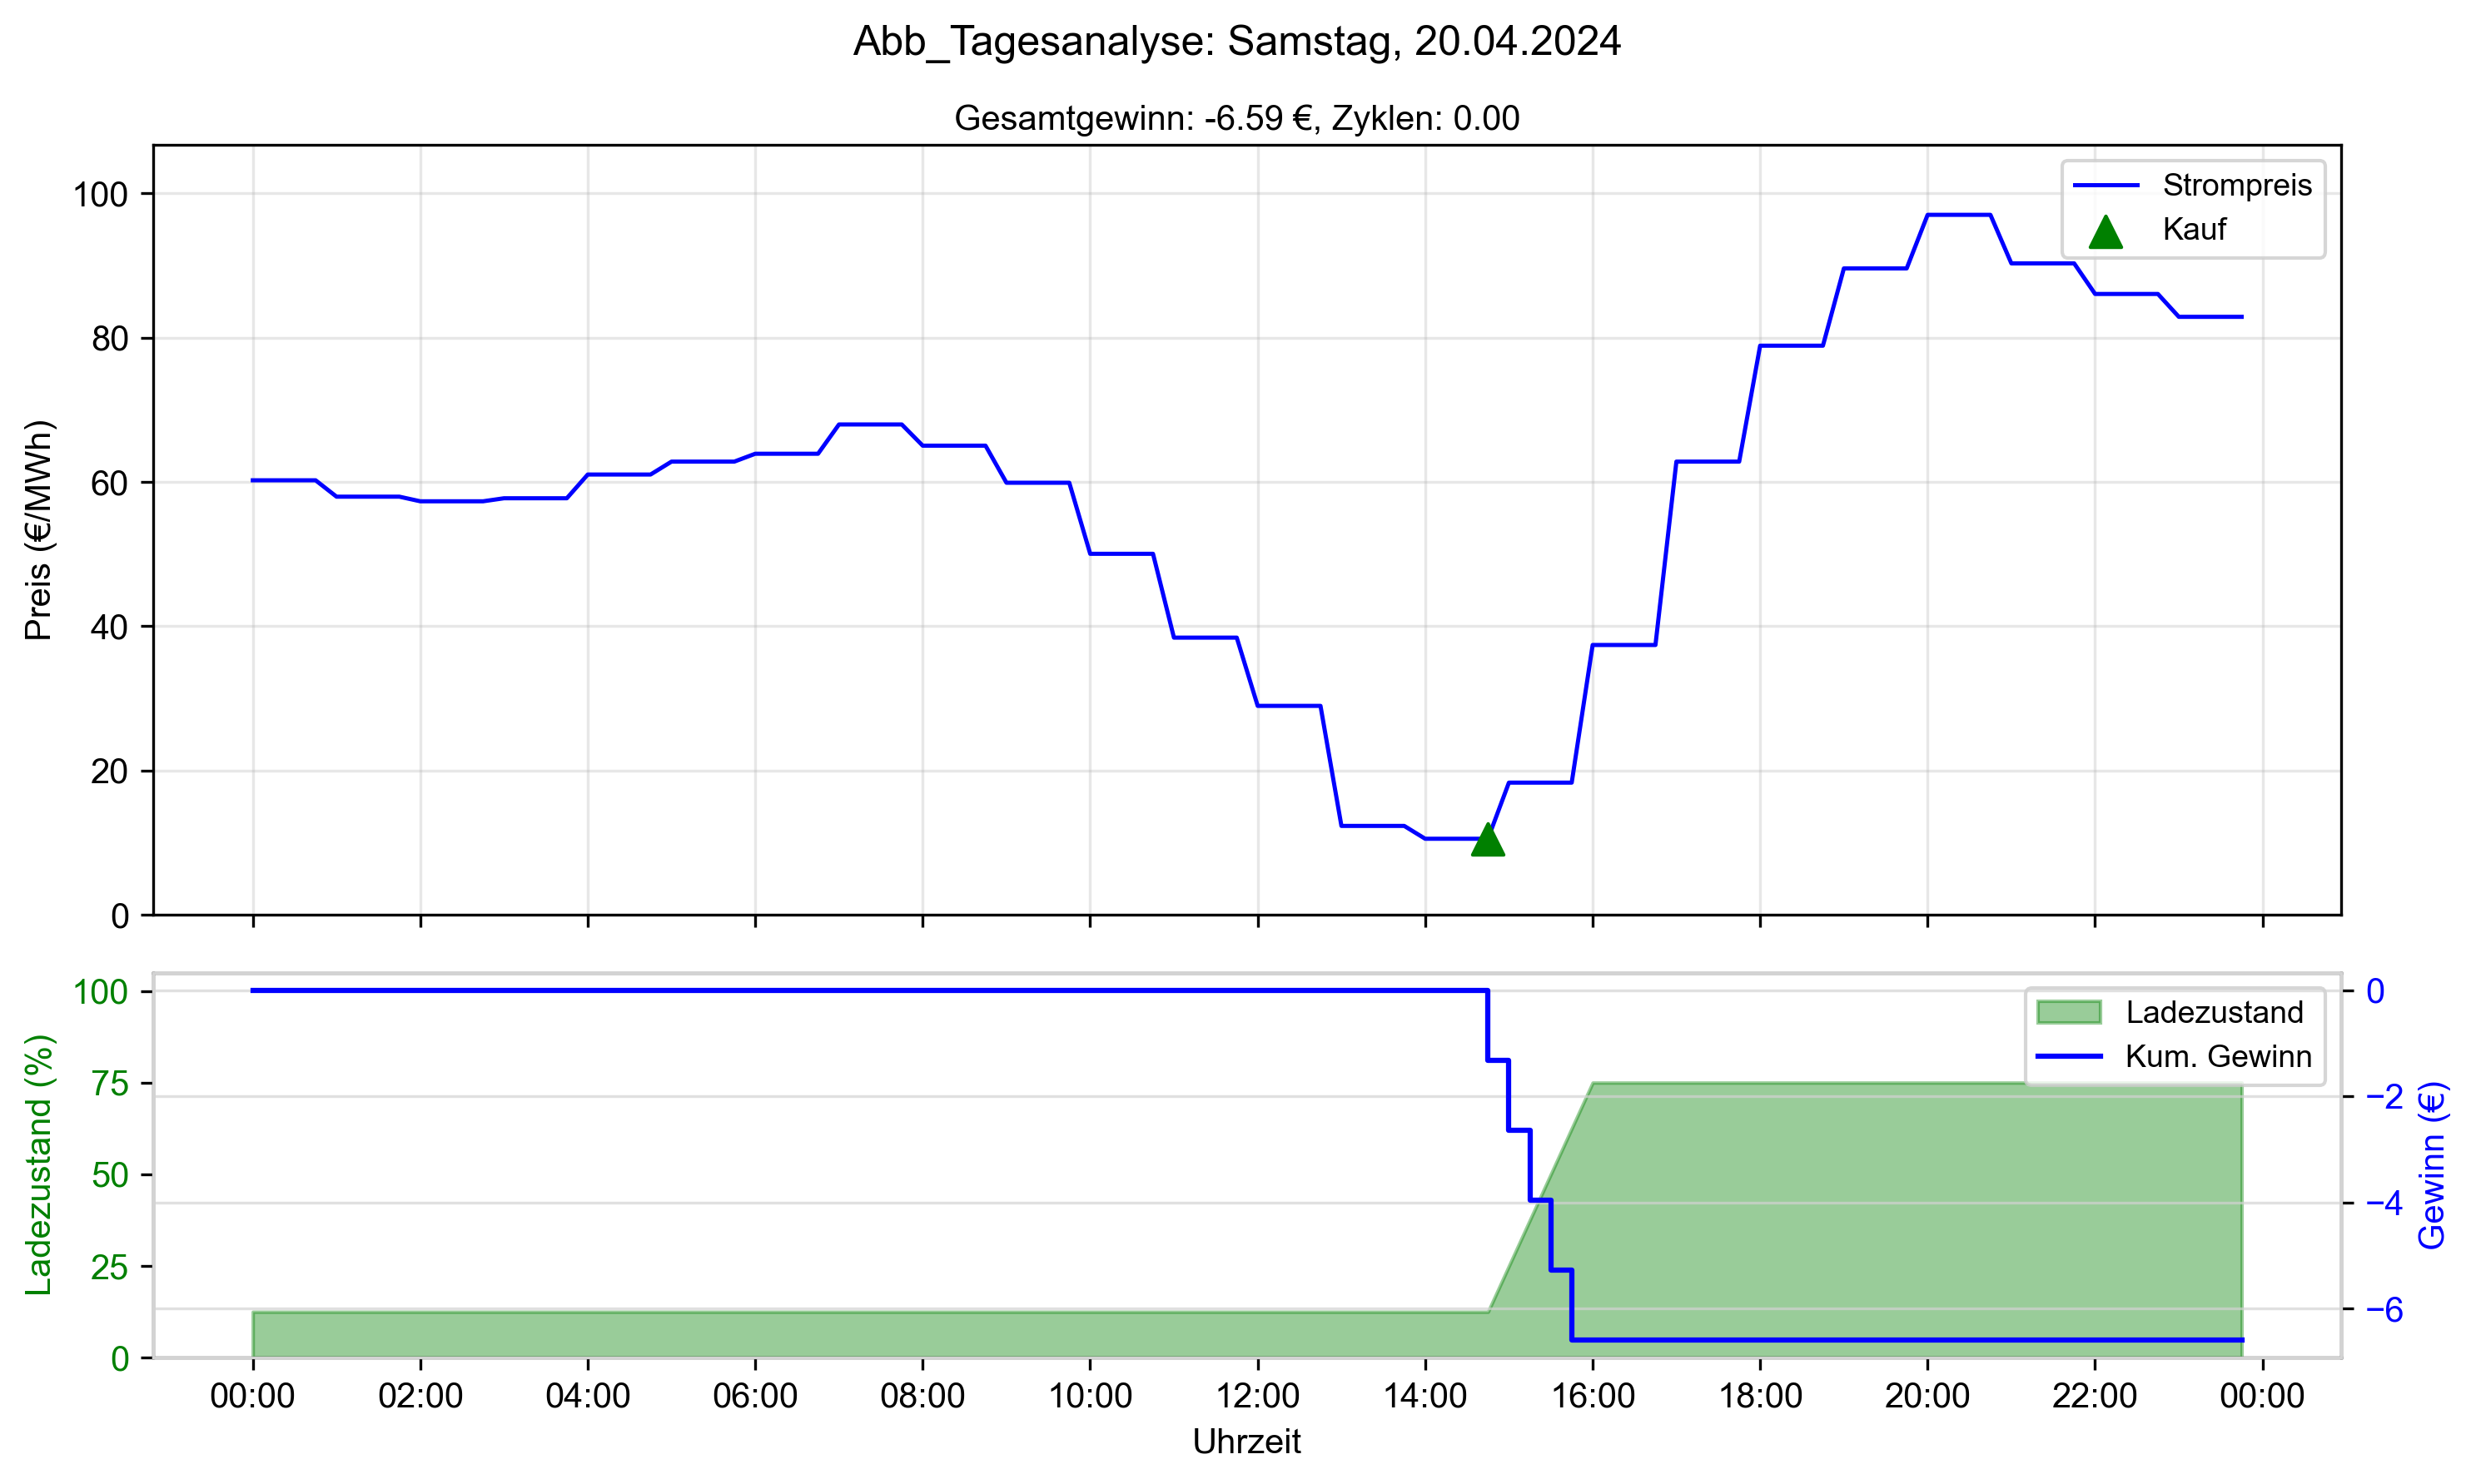 Abb_Tagesanalyse: Samstag, 20.04.2024
Gesamtgewinn: -6.59 €, Zyklen: 0.00
Preis (€/MWh)
100
80
60
40
20
0
Strompreis
Kauf
Ladezustand (%)
100
75
50
25
0
Ladezustand
Kum. Gewinn
0
−2
−4
−6
Gewinn (€)
00:00 02:00 04:00 06:00 08:00 10:00 12:00 14:00 16:00 18:00 20:00 22:00 00:00
Uhrzeit